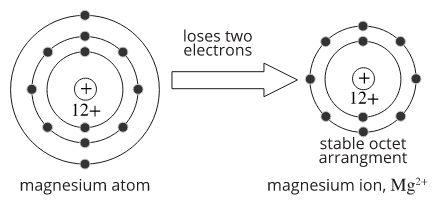 loses two
electrons
+
12+
+
12+
stable octet
arrangment
magnesium atom
magnesium ion, Mg²⁺